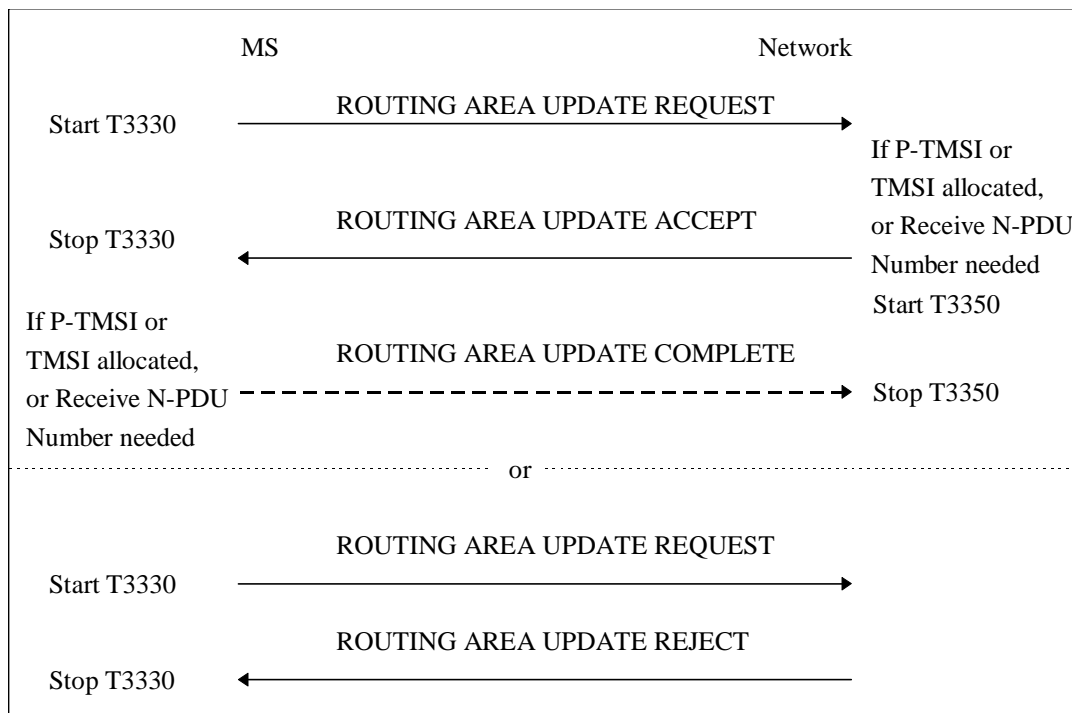 MS
Network
ROUTING AREA UPDATE REQUEST
Start T3330
If P-TMSI or
TMSI allocated,
or Receive N-PDU
Number needed
Start T3350
ROUTING AREA UPDATE ACCEPT
Stop T3330
If P-TMSI or
TMSI allocated,
or Receive N-PDU
Number needed
ROUTING AREA UPDATE COMPLETE
Stop T3350
or
ROUTING AREA UPDATE REQUEST
Start T3330
ROUTING AREA UPDATE REJECT
Stop T3330